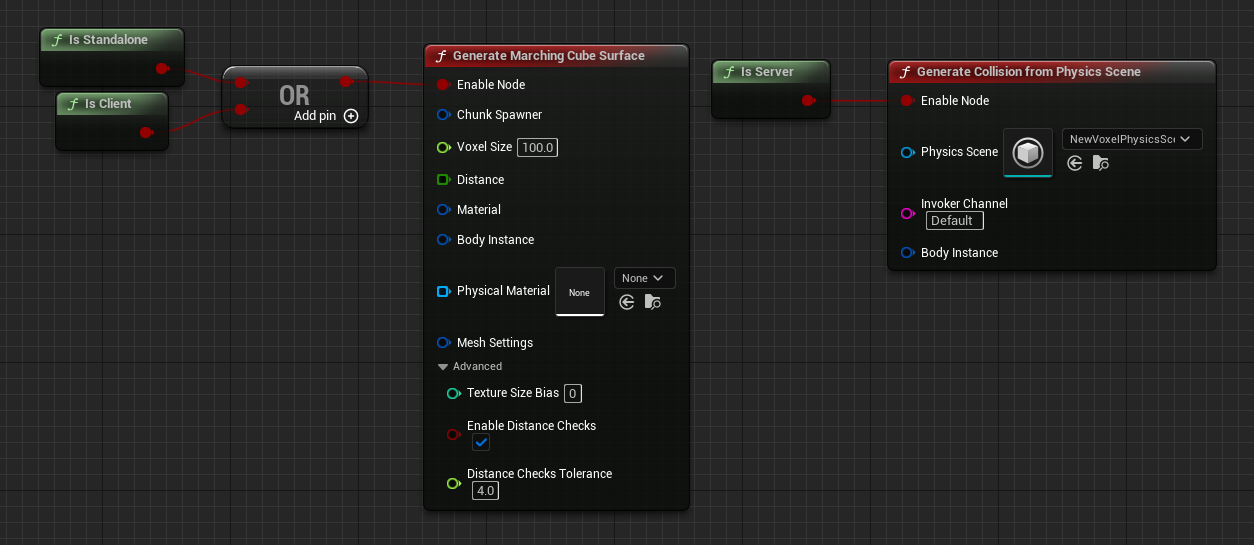 Is Standalone
Is Client
OR
Add pin
Generate Marching Cube Surface
Enable Node
Chunk Spawner
Voxel Size 100.0
Distance
Material
Body Instance
Physical Material None None
Mesh Settings
Advanced
Texture Size Bias 0
Enable Distance Checks
Distance Checks Tolerance
4.0
Is Server
Generate Collision from Physics Scene
Enable Node
Physics Scene NewVoxelPhysicsSce
Invoker Channel
Default
Body Instance